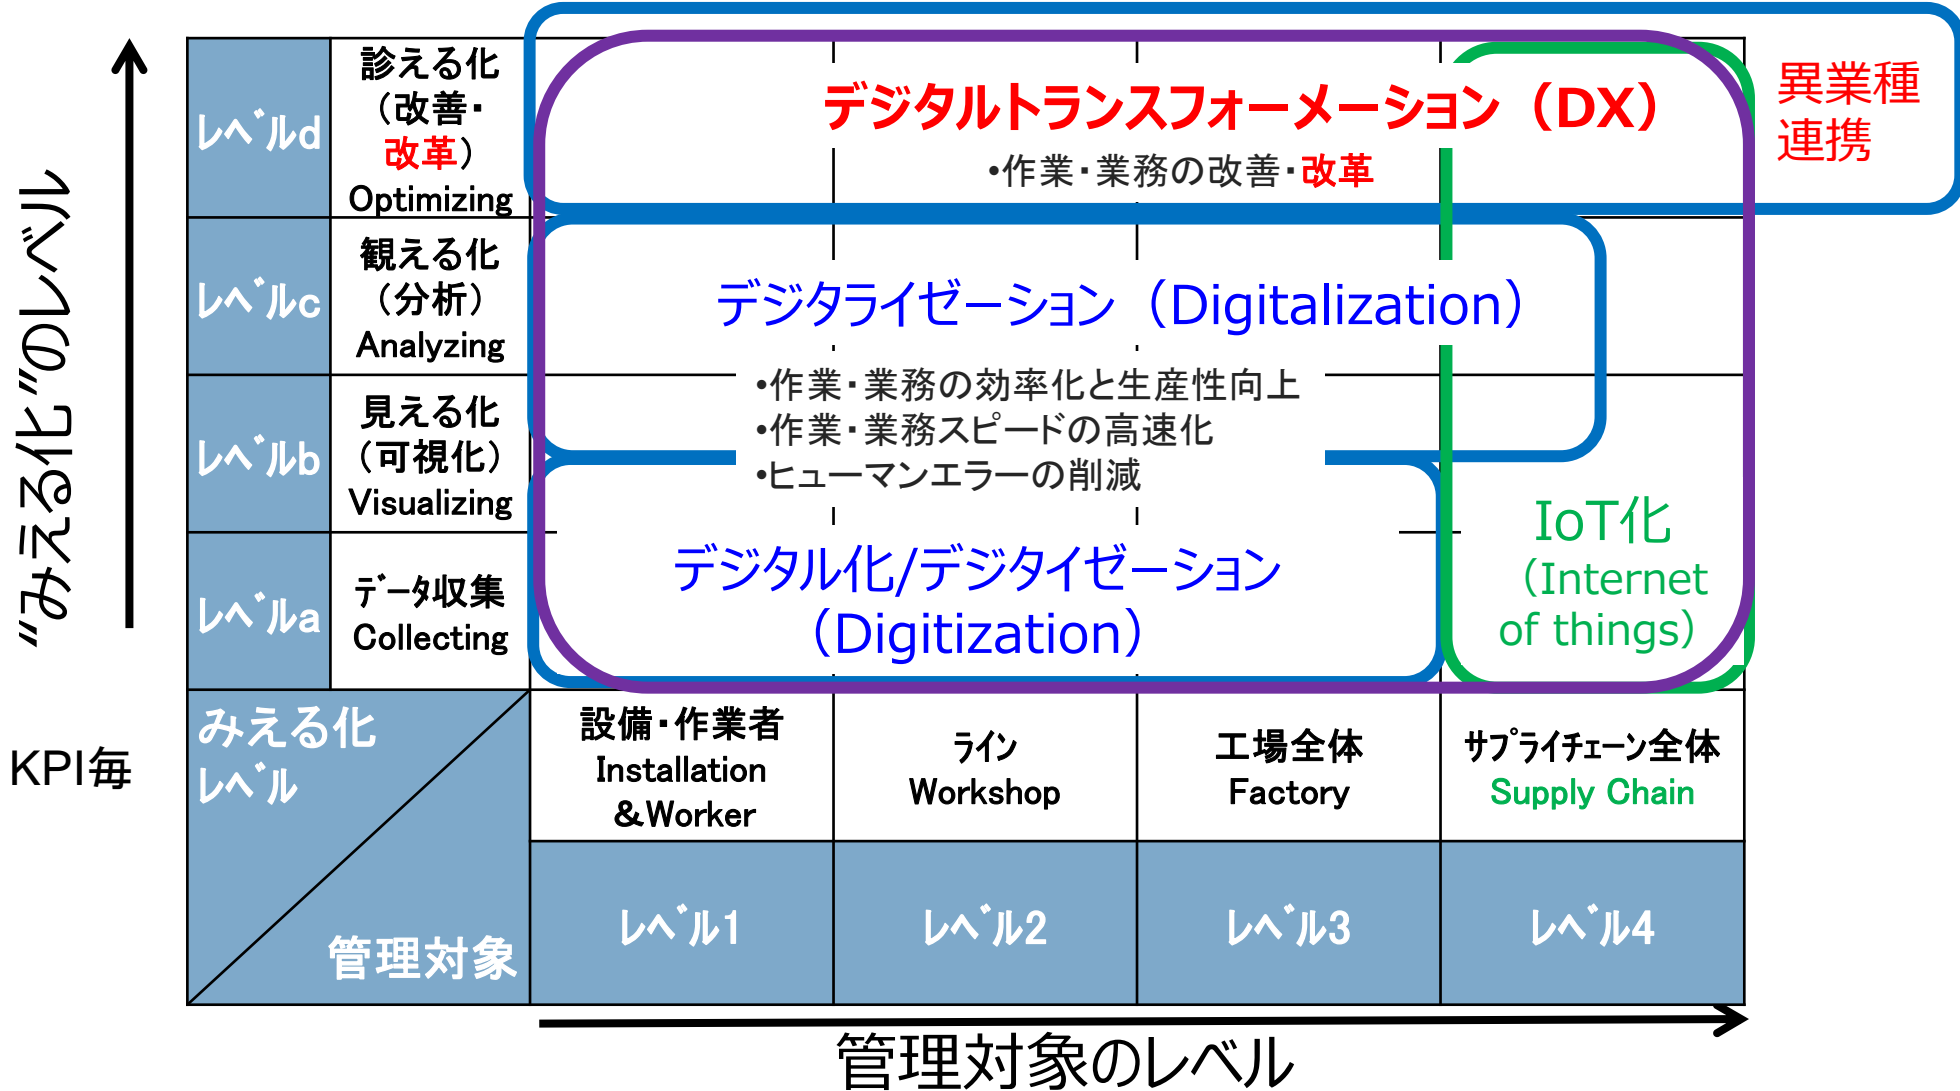 "みえる化"のレベル
レベルd
診える化
(改善・
改革)
Optimizing
デジタルトランスフォーメーション(DX)
•作業・業務の改善・改革
異業種
連携
レベルc
観える化
(分析)
Analyzing
デジタライゼーション(Digitalization)
レベルb
見える化
(可視化)
Visualizing
•作業・業務の効率化と生産性向上
•作業・業務スピードの高速化
•ヒューマンエラーの削減
レベルa
データ収集
Collecting
デジタル化/デジタイゼーション
(Digitization)
IoT化
(Internet
of things)
KPI毎
みえる化
レベル
管理対象
設備・作業者
Installation
&Worker
ライン
Workshop
工場全体
Factory
サプライチェーン全体
Supply Chain
レベル1
レベル2
レベル3
レベル4
管理対象のレベル